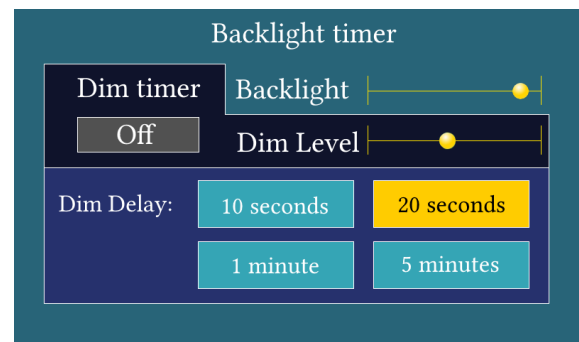 Backlight timer
Dim timer
Backlight
Off
Dim Level
Dim Delay:
10 seconds
20 seconds
1 minute
5 minutes